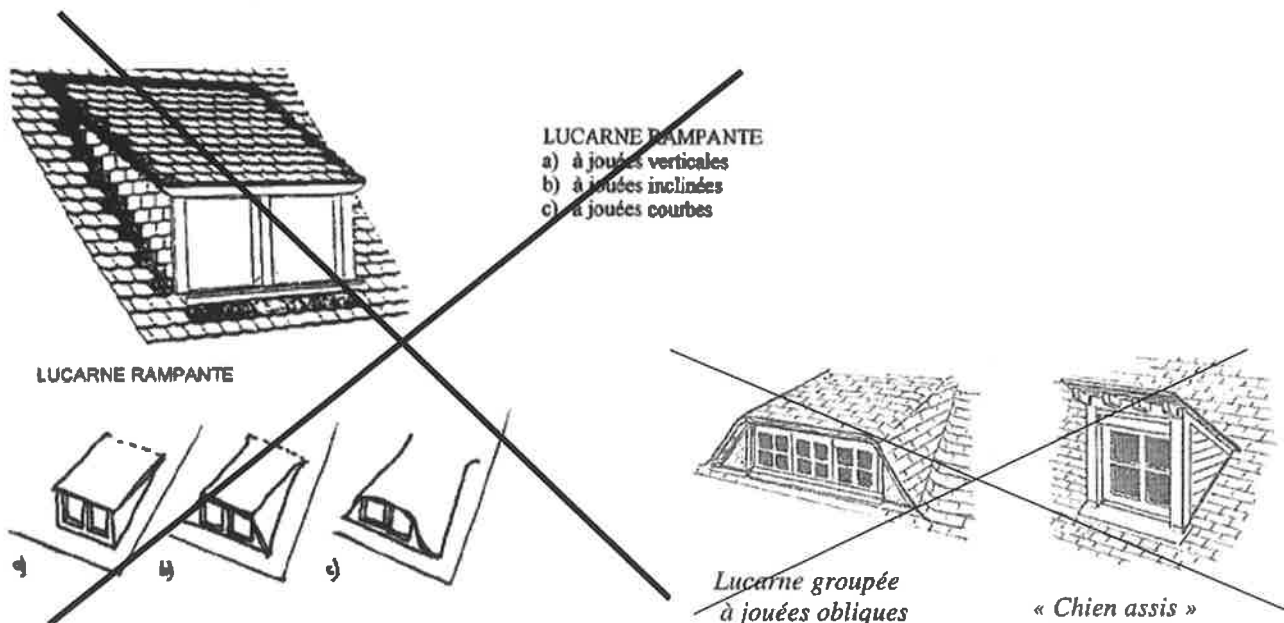 LUCARNE RAMPANTE
a) à jouées verticales
b) à jouées inclinées
c) à jouées courbes
LUCARNE RAMPANTE
a) b) c)
Lucarne groupée
à jouées obliques
« Chien assis »